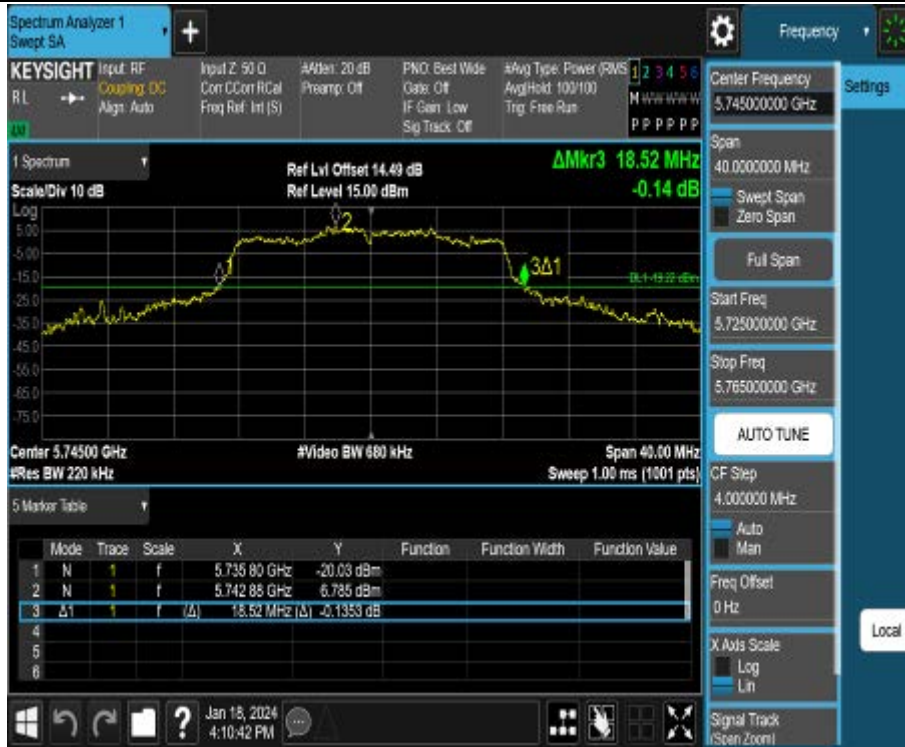 Spectrum Analyzer 1
Swept SA
+
Frequency
KEYSIGHT
RL
Input: RF
Coupling: DC
Align: Auto
Input Z: 50 Ω
Corr CCorr RCal
Freq Ref: Int (S)
#Atten: 20 dB
Preamp: Off
PNO: Best Wide
Gate: Off
IF Gain: Low
Sig Track: Off
#Avg Type: Power (RMS
Avg|Hold: 100/100
Trig: Free Run
1 2 3 4 5 6
M W W W W W
P P P P P P
Center Frequency
5.745000000 GHz
Settings
1 Spectrum
Ref Lvl Offset 14.49 dB
ΔMkr3 18.52 MHz
Scale/Div 10 dB
Ref Level 15.00 dBm
-0.14 dB
Span
40.0000000 MHz
Swept Span
Zero Span
Full Span
Start Freq
5.725000000 GHz
Stop Freq
5.765000000 GHz
AUTO TUNE
CF Step
4.000000 MHz
Auto
Man
Freq Offset
0 Hz
X Axis Scale
Log
Lin
Signal Track
(Span Zoom)
Local
Log
5.00
-5.00
-15.0
-25.0
-35.0
-45.0
-55.0
-65.0
-75.0
1
2
3Δ1
Center 5.74500 GHz
#Video BW 680 kHz
Span 40.00 MHz
#Res BW 220 kHz
Sweep 1.00 ms (1001 pts)
5 Marker Table
Mode Trace Scale X Y Function Function Width Function Value
1 N 1 f 5.735 80 GHz -20.03 dBm
2 N 1 f 5.742 88 GHz 6.785 dBm
3 Δ1 1 f (Δ) 18.52 MHz (Δ) -0.1353 dB
4
5
6
?
Jan 18, 2024
4:10:42 PM